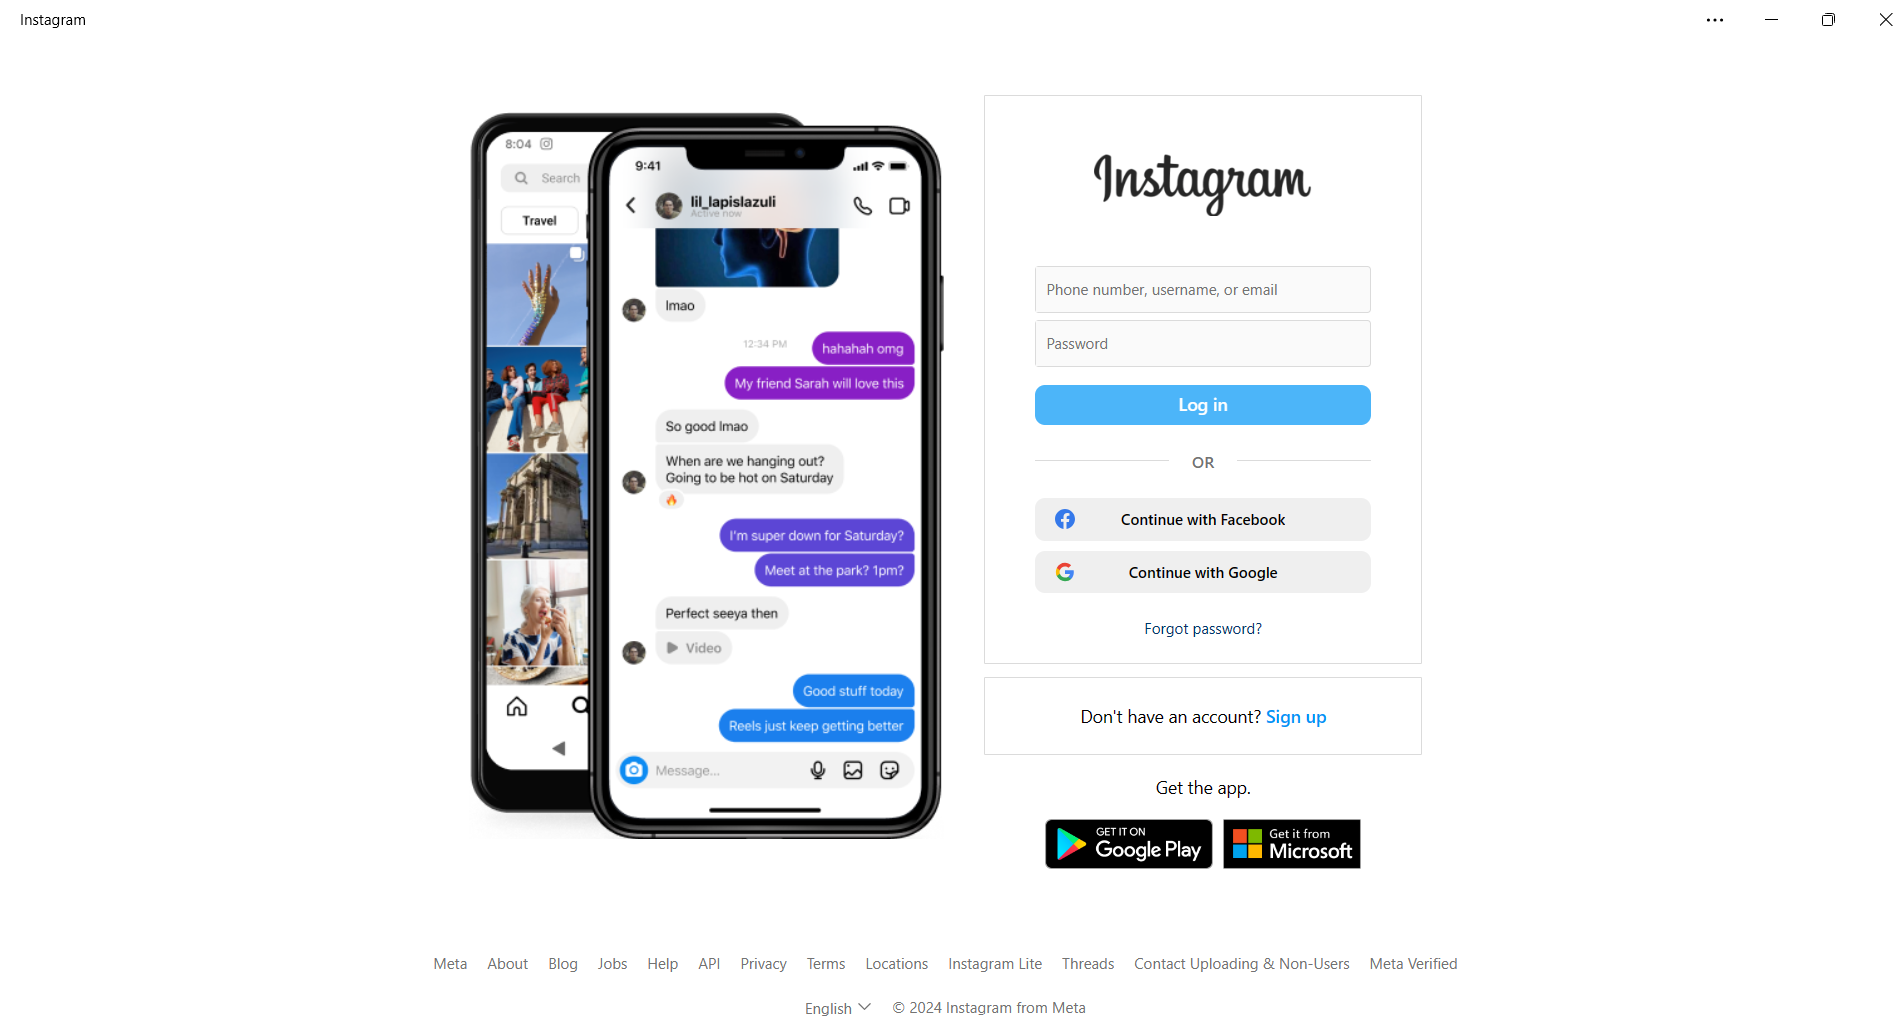 Instagram
8:04
Search
Travel
9:41
lil_lapislazuli
Active now
lmao
12:34 PM
hahahah omg
My friend Sarah will love this
So good lmao
When are we hanging out?
Going to be hot on Saturday
I'm super down for Saturday?
Meet at the park? 1pm?
Perfect seeya then
Video
Good stuff today
Reels just keep getting better
Message...
Instagram
Phone number, username, or email
Password
Log in
OR
Continue with Facebook
Continue with Google
Forgot password?
Don't have an account? Sign up
Get the app.
GET IT ON
Google Play
Get it from
Microsoft
Meta About Blog Jobs Help API Privacy Terms Locations Instagram Lite Threads Contact Uploading & Non-Users Meta Verified
English © 2024 Instagram from Meta